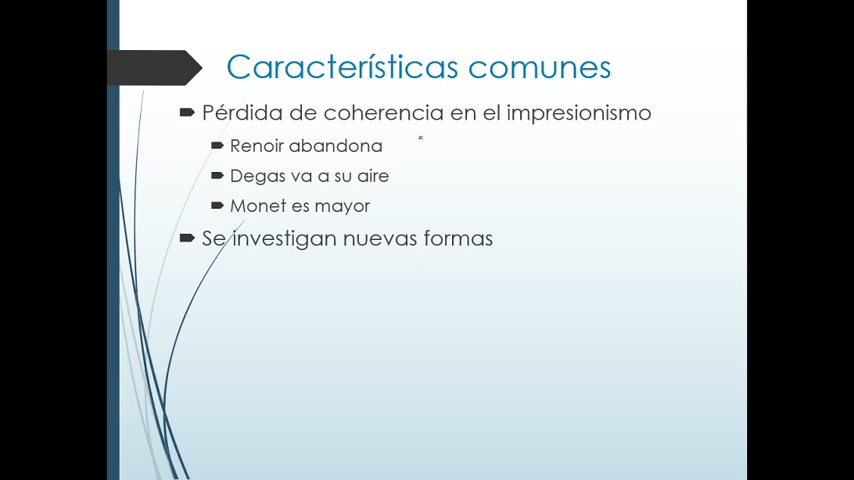 Características comunes
Pérdida de coherencia en el impresionismo
Renoir abandona
Degas va a su aire
Monet es mayor
Se investigan nuevas formas